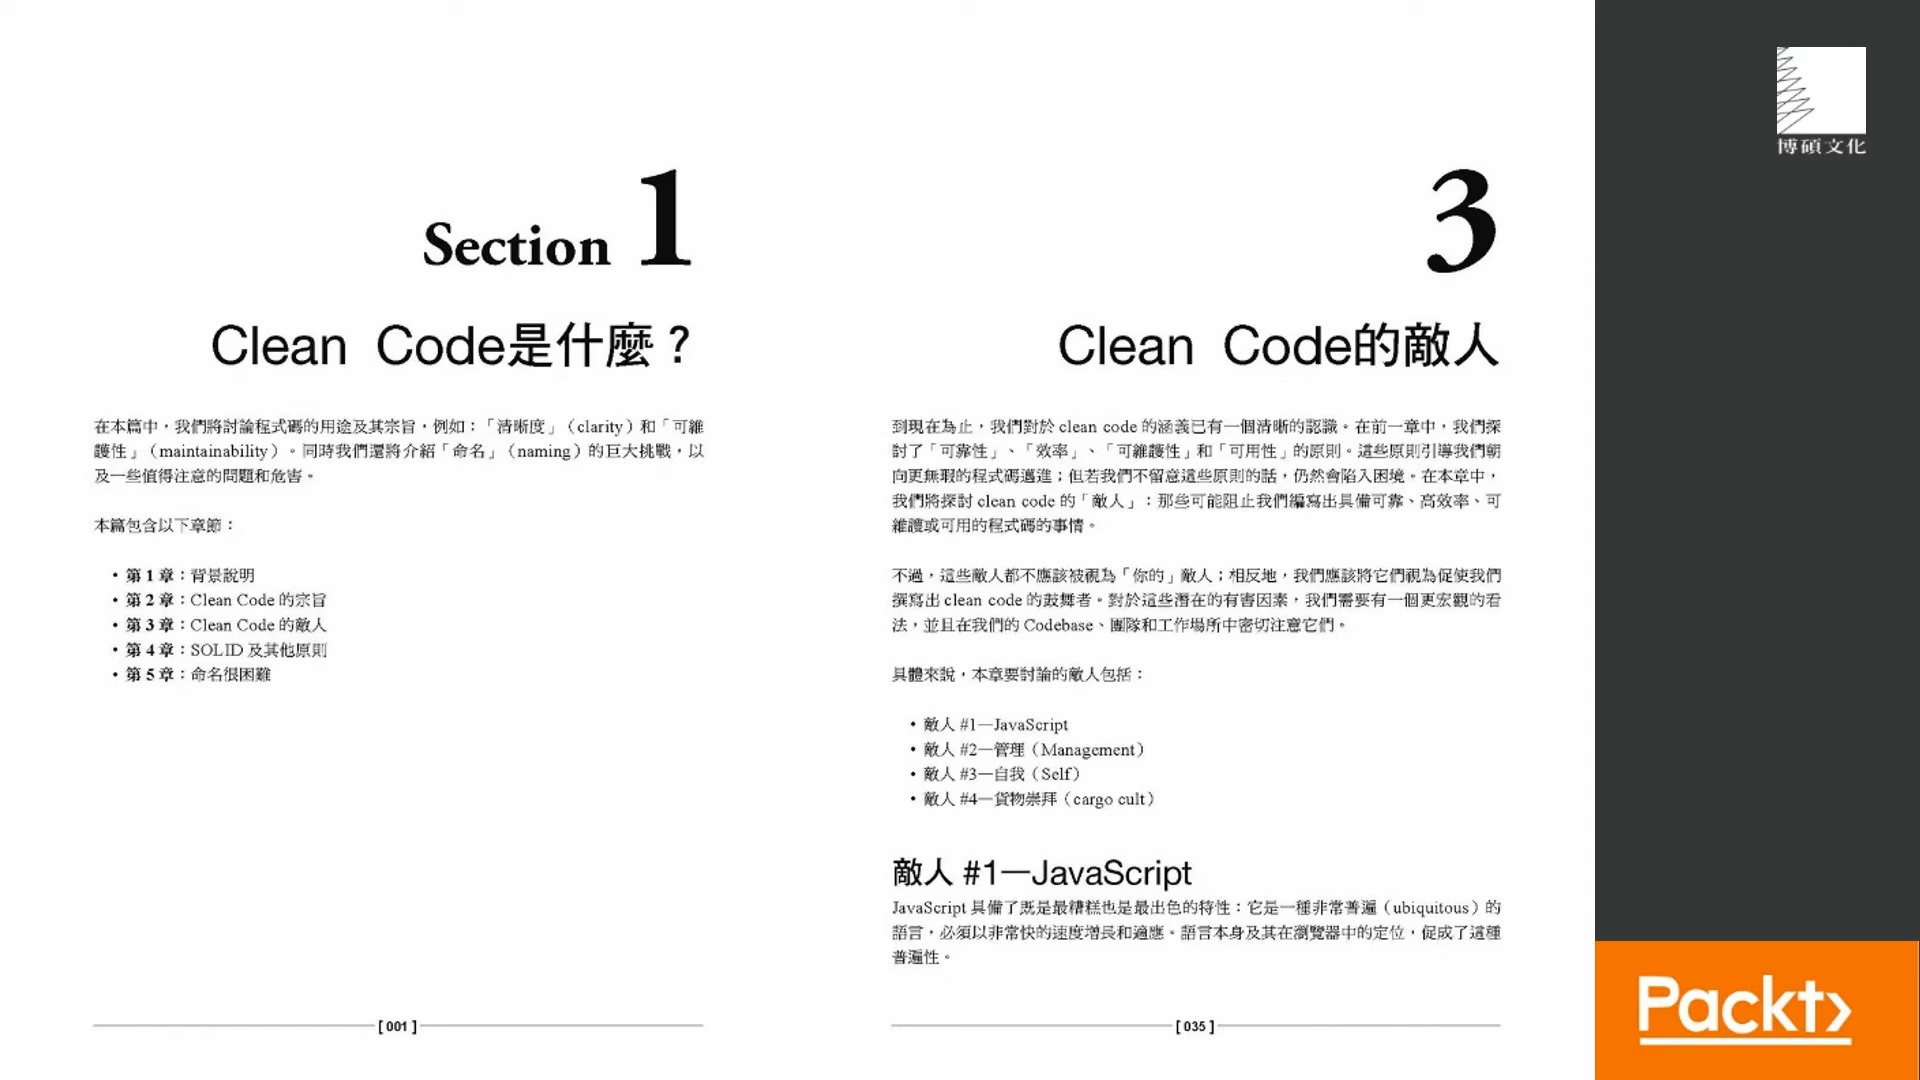 Section 1
Clean Code是什麼？
在本篇中，我們將討論程式碼的用途及其宗旨，例如：「清晰度」（clarity）和「可維
護性」（maintainability）。同時我們還將介紹「命名」（naming）的巨大挑戰，以
及一些值得注意的問題和危害。
本篇包含以下章節：
• 第 1 章：背景說明
• 第 2 章：Clean Code 的宗旨
• 第 3 章：Clean Code 的敵人
• 第 4 章：SOLID 及其他原則
• 第 5 章：命名很困難
[ 001 ]
3
Clean Code的敵人
到現在為止，我們對於 clean code 的涵義已有一個清晰的認識。在前一章中，我們探
討了「可靠性」、「效率」、「可維護性」和「可用性」的原則。這些原則引導我們朝
向更無瑕的程式碼邁進；但若我們不留意這些原則的話，仍然會陷入困境。在本章中，
我們將探討 clean code 的「敵人」：那些可能阻止我們編寫出具備可靠、高效率、可
維護或可用的程式碼的事情。
不過，這些敵人都不應該被視為「你的」敵人；相反地，我們應該將它們視為促使我們
撰寫出 clean code 的鼓舞者。對於這些潛在的有害因素，我們需要有一個更宏觀的看
法，並且在我們的 Codebase、團隊和工作場所中密切注意它們。
具體來說，本章要討論的敵人包括：
• 敵人 #1—JavaScript
• 敵人 #2—管理（Management）
• 敵人 #3—自我（Self）
• 敵人 #4—貨物崇拜（cargo cult）
敵人 #1—JavaScript
JavaScript 具備了既是最糟糕也是最出色的特性：它是一種非常普遍（ubiquitous）的
語言，必須以非常快的速度增長和適應。語言本身及其在瀏覽器中的定位，促成了這種
普遍性。
[ 035 ]
博碩文化
Packt>